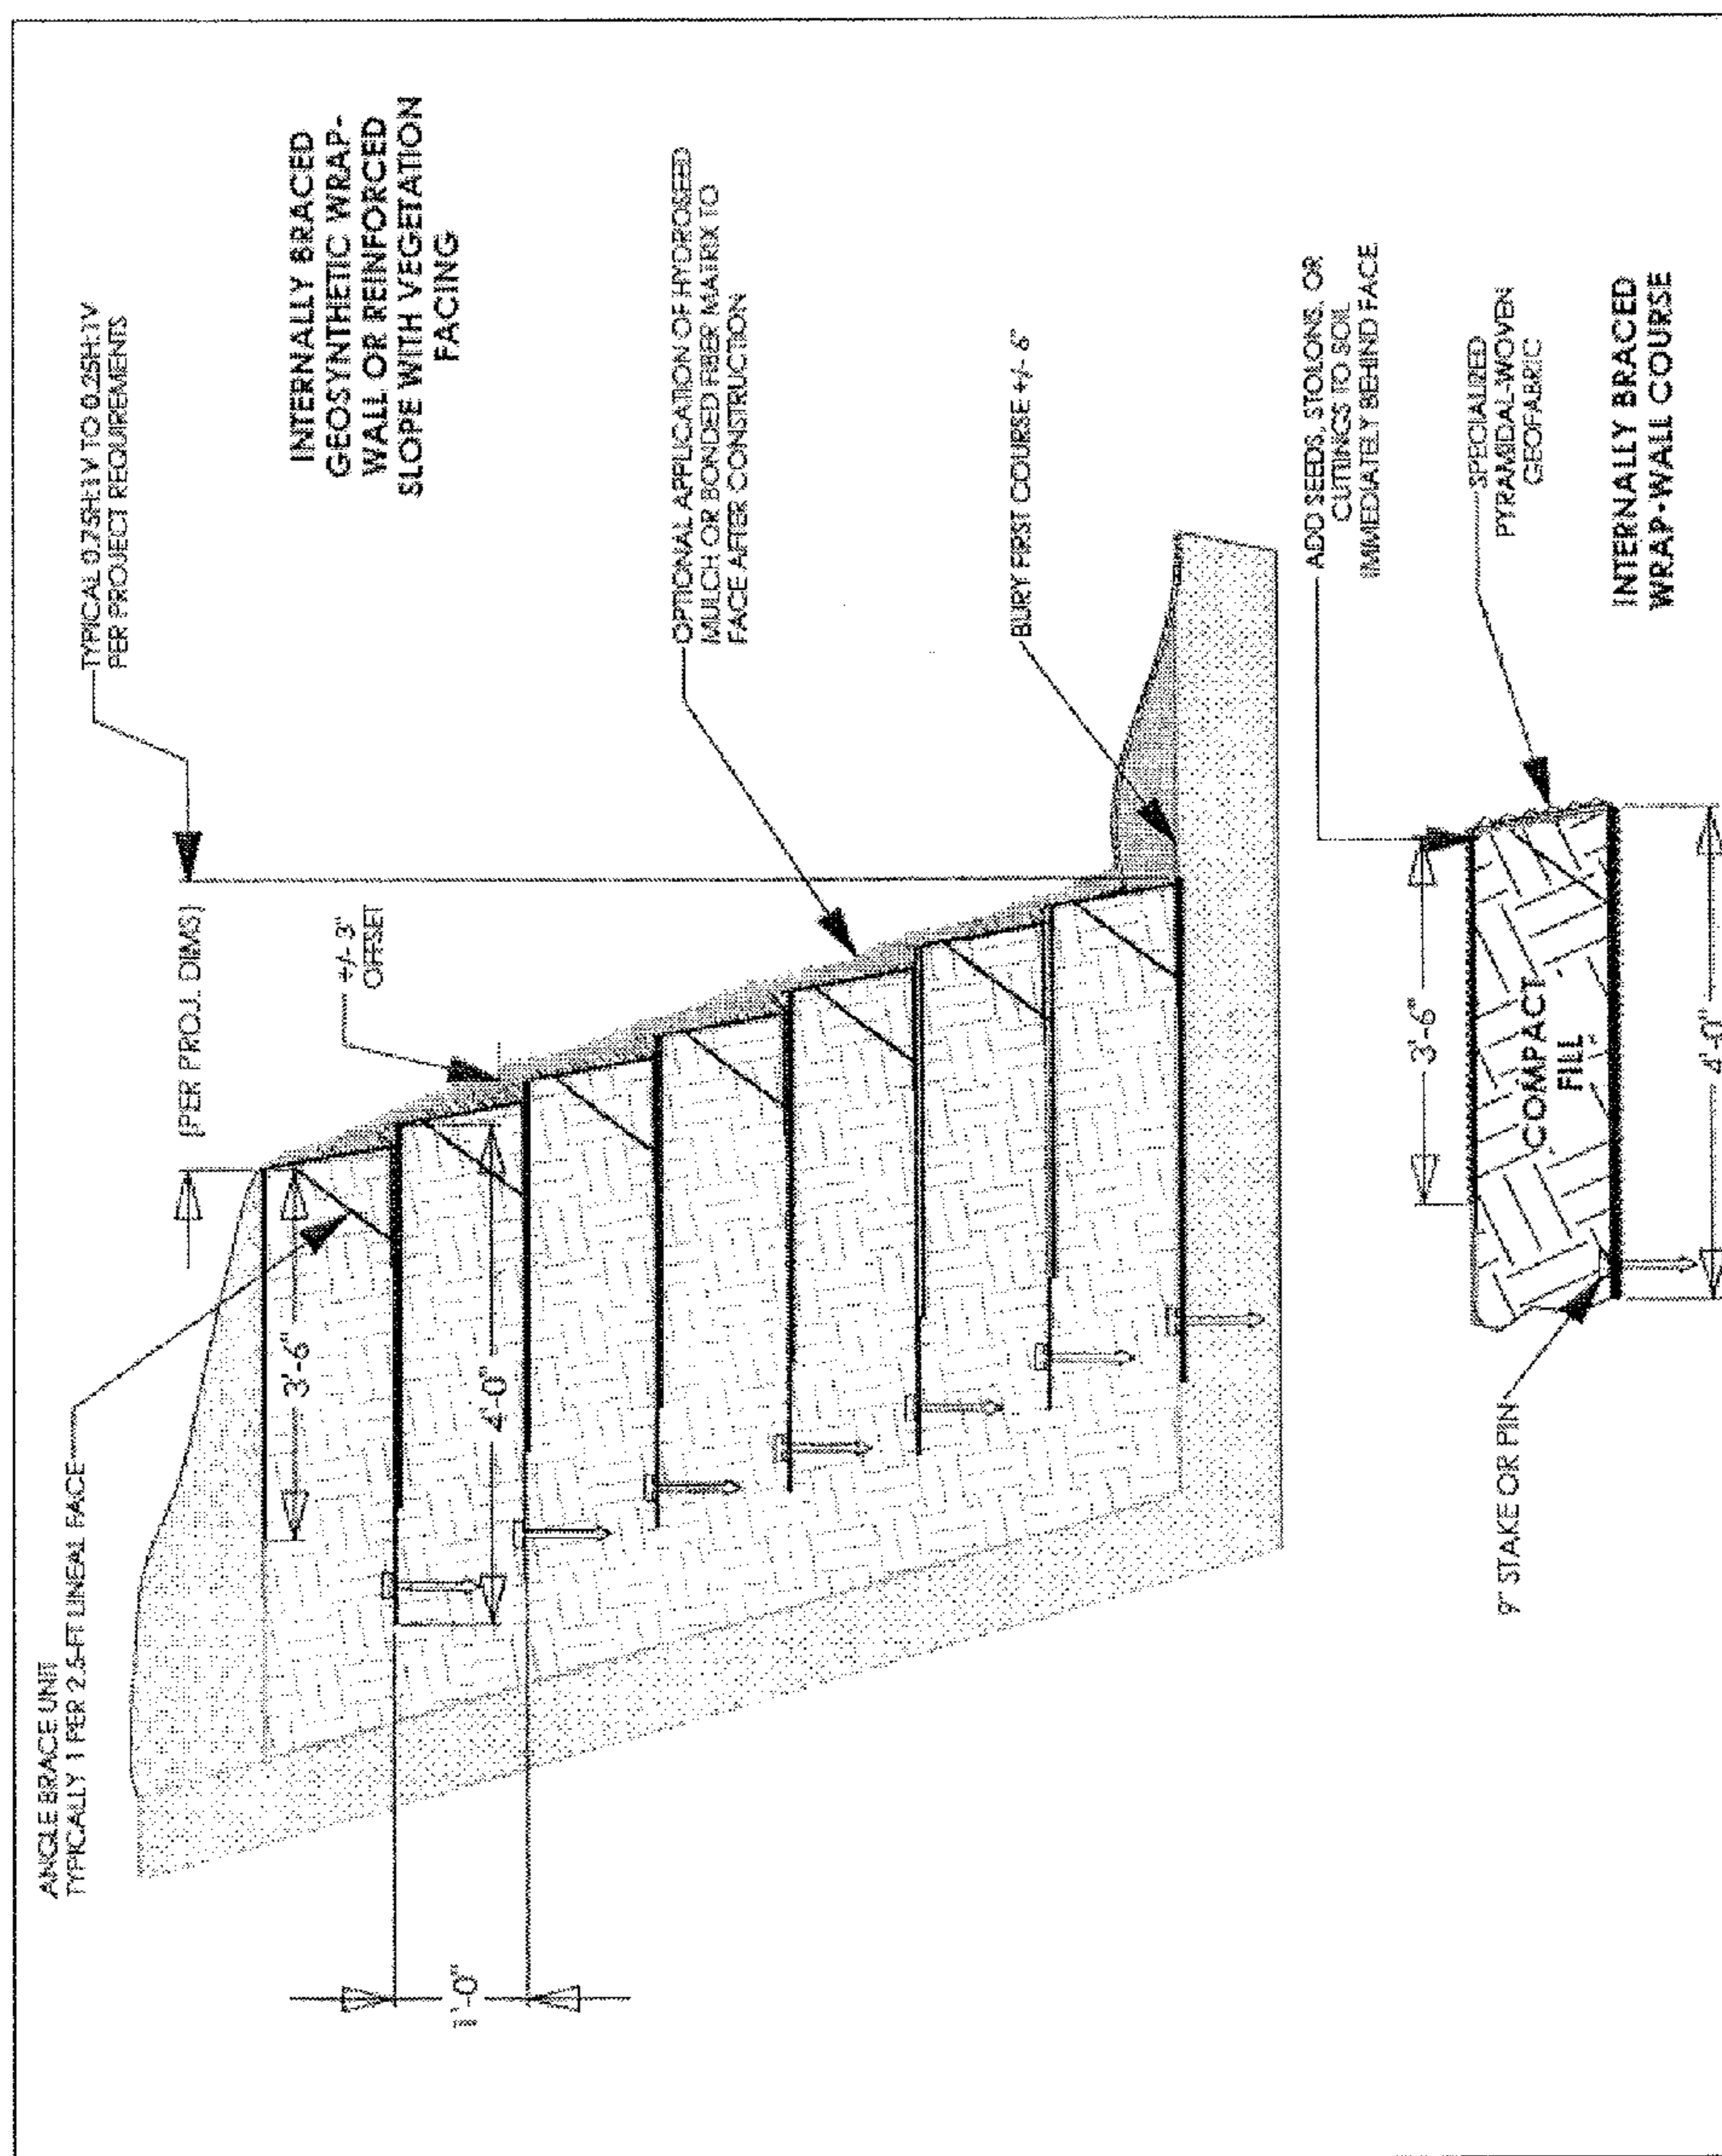 ANGLE BRACE UNIT
TYPICALLY 1 PER 2.5-FT LINEAL FACE
TYPICAL 0.75H:1V TO 0.25H:1V
PER PROJECT REQUIREMENTS
[PER PROJ. DIMS]
+/- 3"
OFFSET
INTERNALLY BRACED
GEOSYNTHETIC WRAP-
WALL OR REINFORCED
SLOPE WITH VEGETATION
FACING
3'-6"
4'-0"
1'-0"
OPTIONAL APPLICATION OF HYDROSEED
MULCH OR BONDED FIBER MATRIX TO
FACE AFTER CONSTRUCTION
BURY FIRST COURSE +/- 6"
ADD SEEDS, STOLONS, OR
CUTTINGS TO SOIL
IMMEDIATELY BEHIND FACE
SPECIALIZED
PYRAMIDAL-WOVEN
GEOFABRIC
3'-6"
COMPACT
FILL
9" STAKE OR PIN
4'-0"
INTERNALLY BRACED
WRAP-WALL COURSE